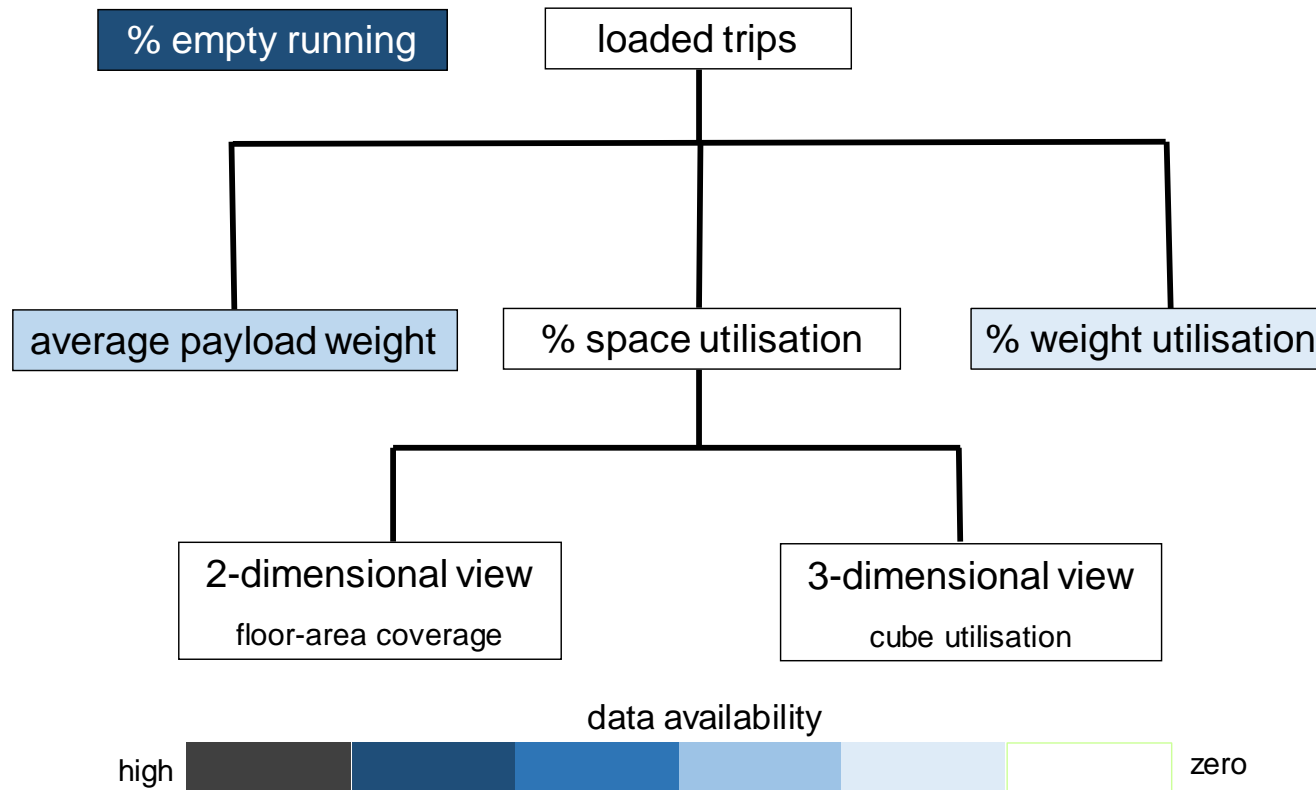 % empty running
loaded trips
average payload weight
% space utilisation
% weight utilisation
2-dimensional view
floor-area coverage
3-dimensional view
cube utilisation
data availability
high
zero